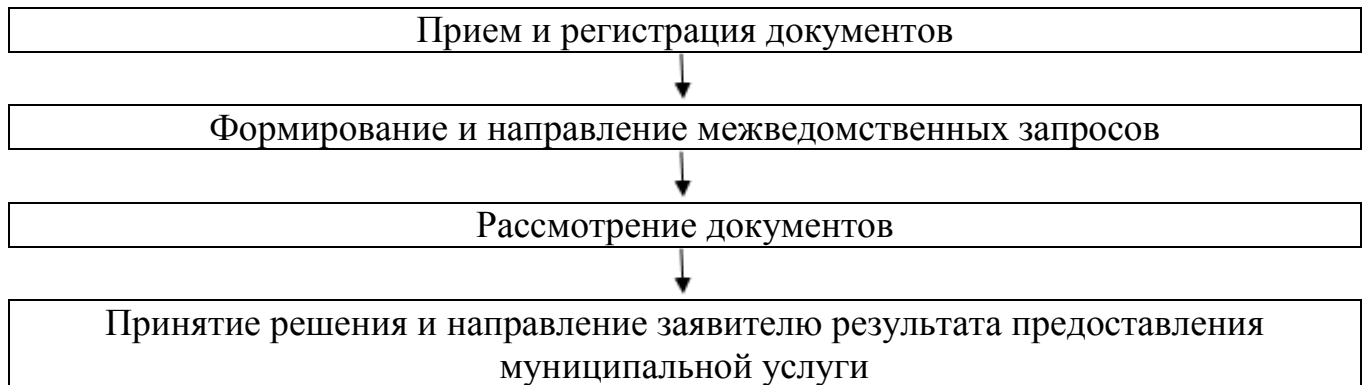 Прием и регистрация документов
Формирование и направление межведомственных запросов
Рассмотрение документов
Принятие решения и направление заявителю результата предоставления
муниципальной услуги